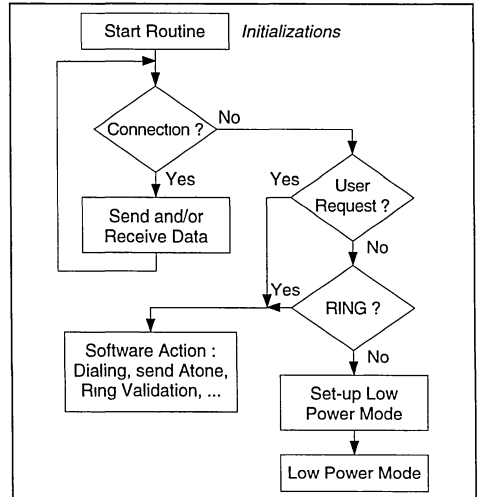 Start Routine
Initializations
Connection ?
No
Yes
Send and/or
Receive Data
Yes
User
Request ?
No
Yes
RING ?
Software Action :
Dialing, send Atone,
Ring Validation, ...
No
Set-up Low
Power Mode
Low Power Mode